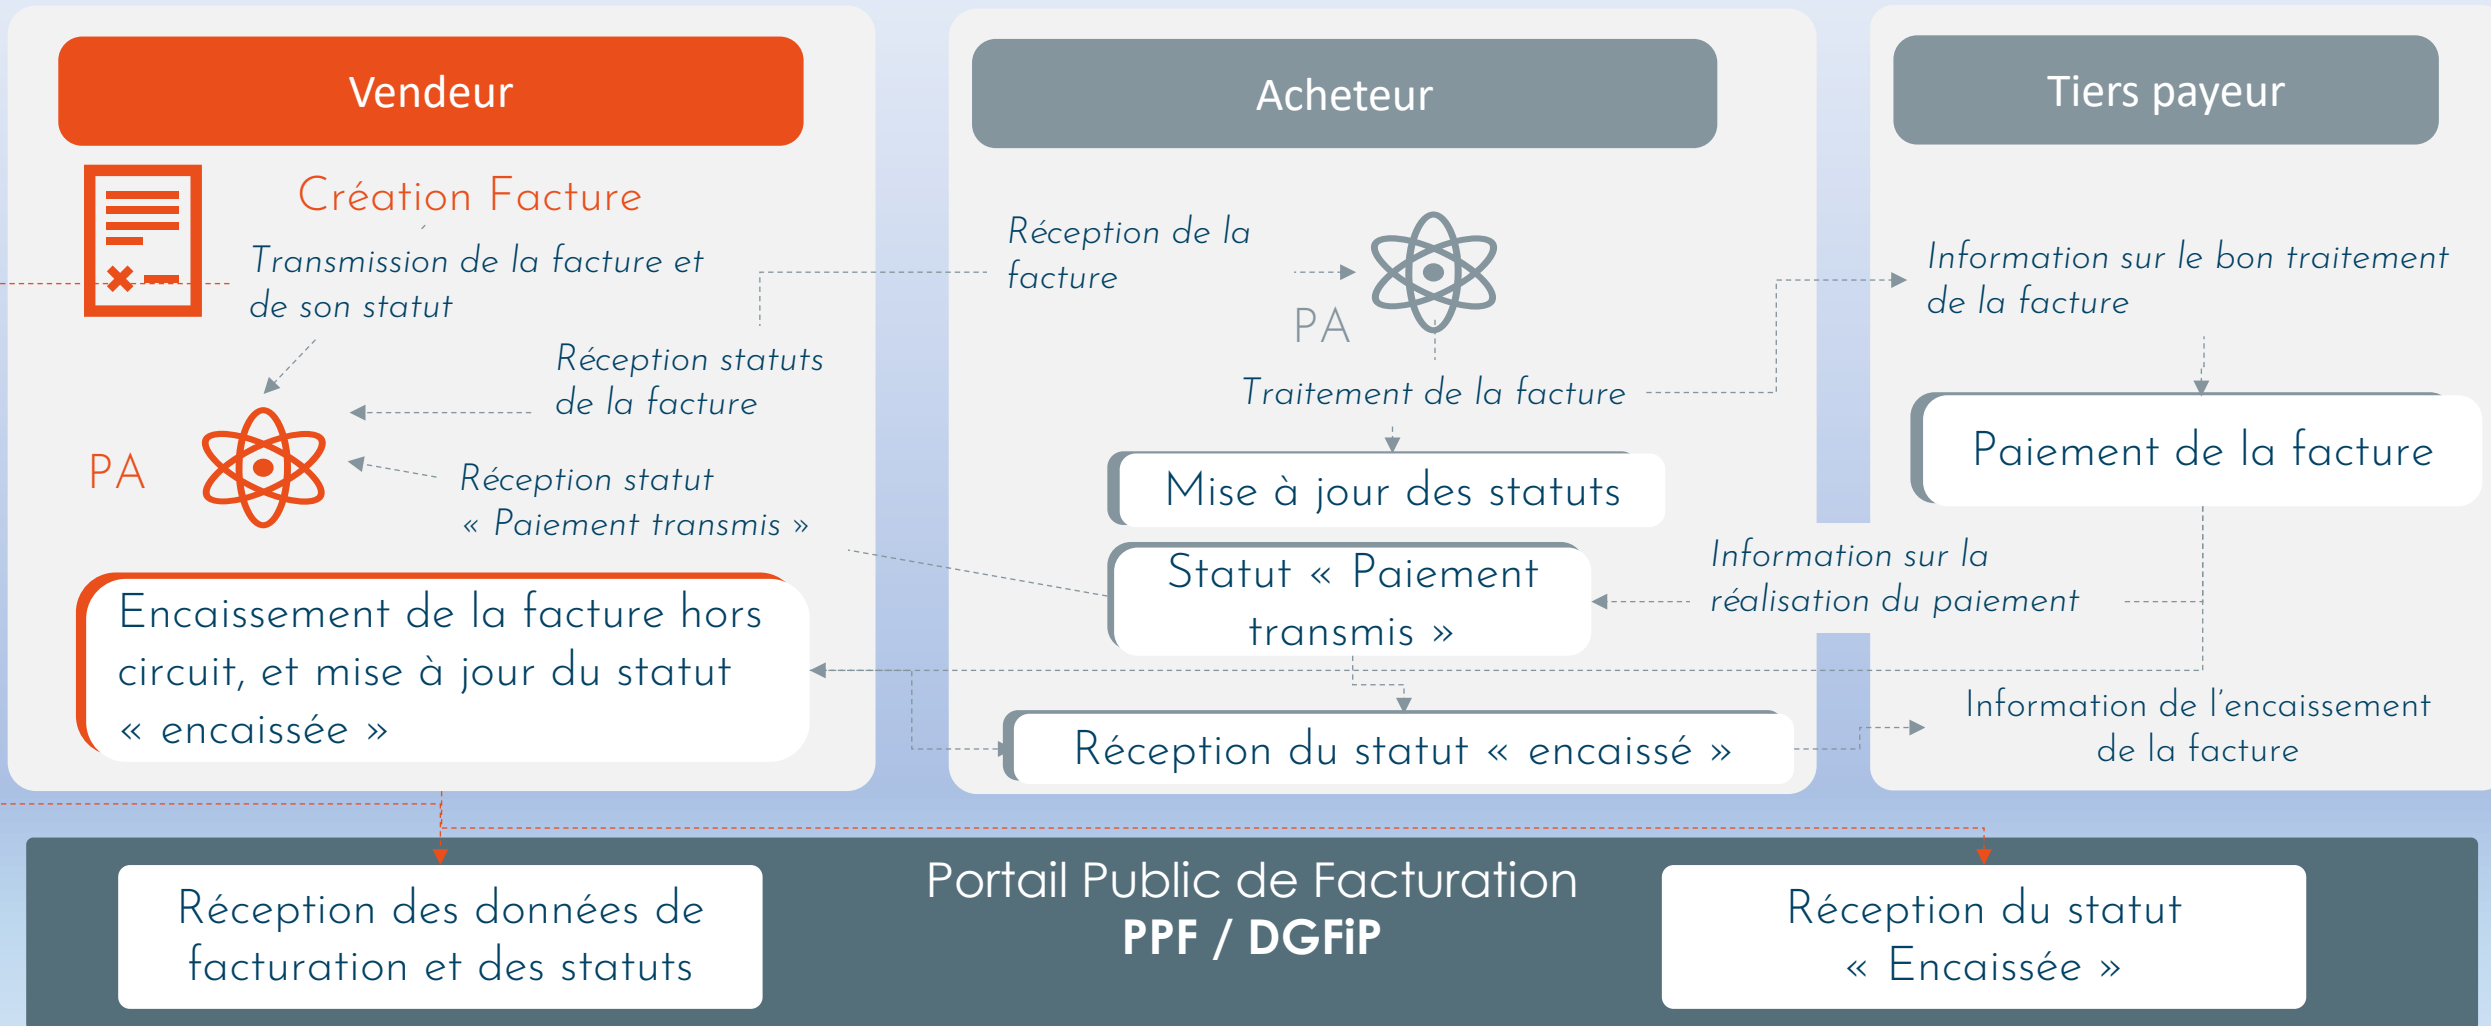 Vendeur
Création Facture
Transmission de la facture et
de son statut
Réception statuts
de la facture
PA
Réception statut
« Paiement transmis »
Encaissement de la facture hors
circuit, et mise à jour du statut
« encaissée »
Acheteur
Réception de la
facture
PA
Traitement de la facture
Mise à jour des statuts
Statut « Paiement
transmis »
Réception du statut « encaissé »
Tiers payeur
Information sur le bon traitement
de la facture
Paiement de la facture
Information sur la
réalisation du paiement
Information de l'encaissement
de la facture
Réception des données de
facturation et des statuts
Portail Public de Facturation
PPF / DGFiP
Réception du statut
« Encaissée »